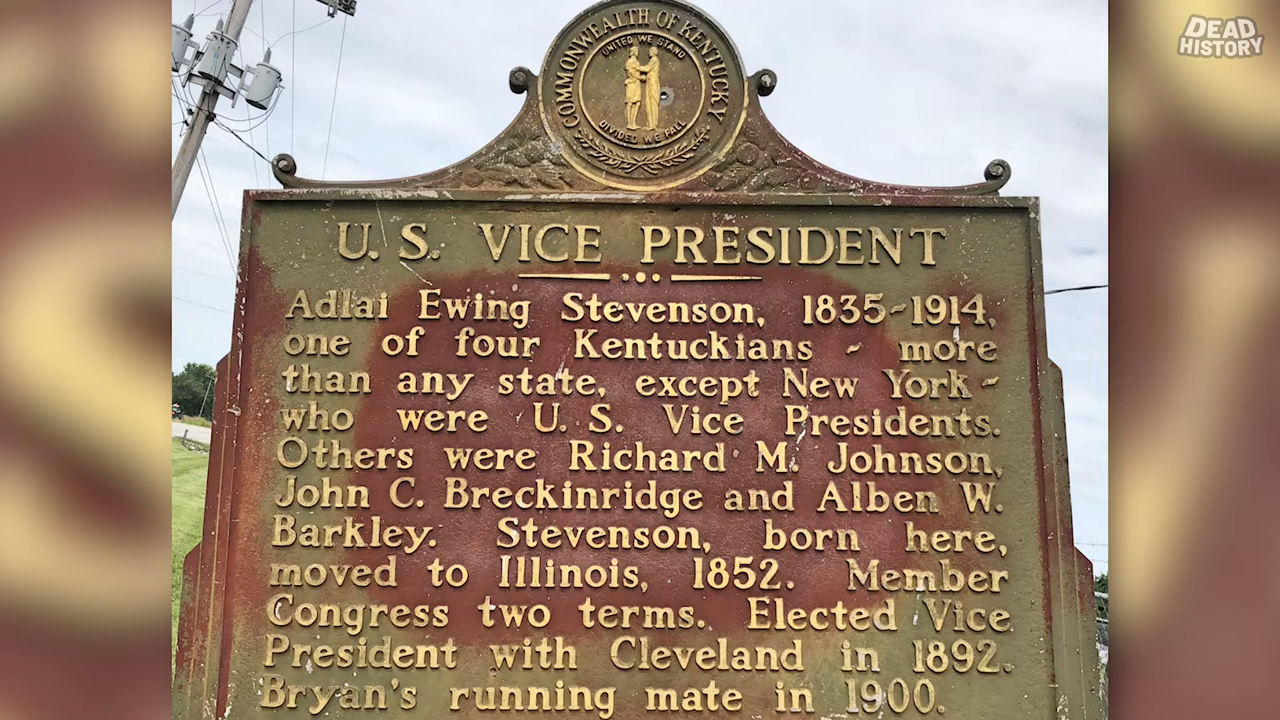 DEAD
HISTORY
COMMONWEALTH OF KENTUCKY
UNITED WE STAND
DIVIDED WE FALL
U. S. VICE PRESIDENT
Adlai Ewing Stevenson, 1835-1914,
one of four Kentuckians - more
than any state, except New York -
who were U. S. Vice Presidents.
Others were Richard M. Johnson,
John C. Breckinridge and Alben W.
Barkley. Stevenson, born here,
moved to Illinois, 1852. Member
Congress two terms. Elected Vice
President with Cleveland in 1892.
Bryan's running mate in 1900.